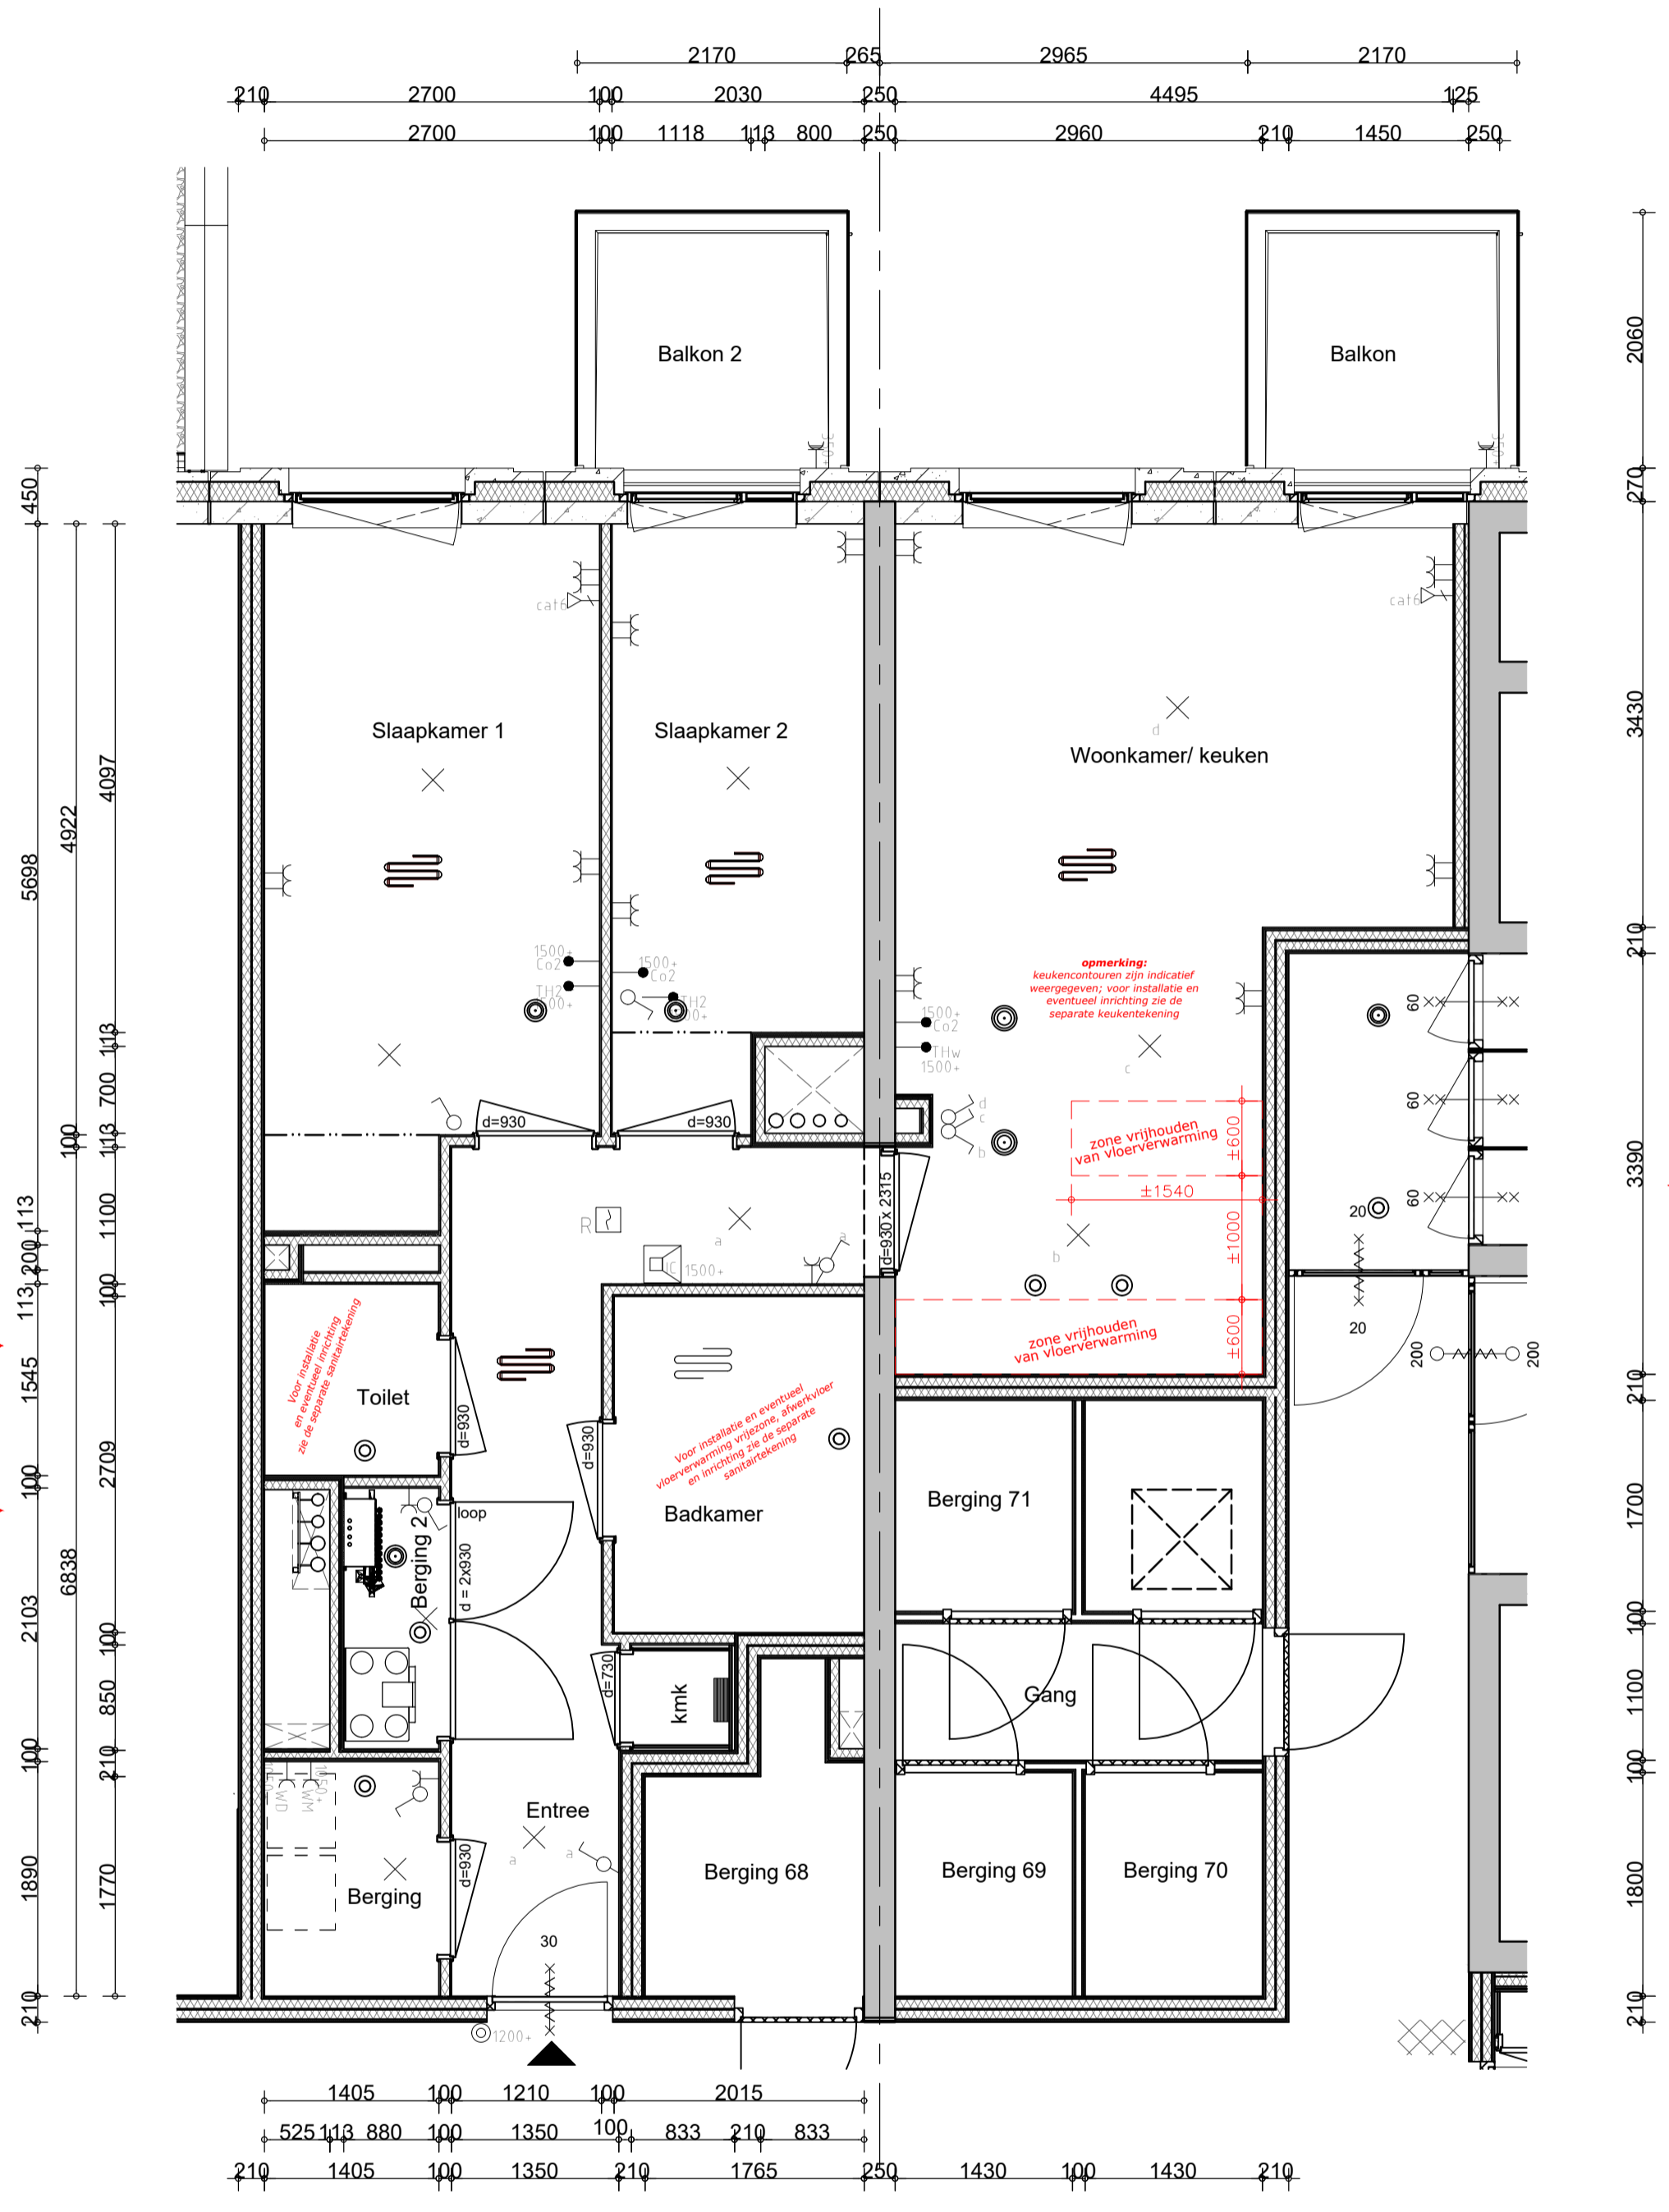 2170 265 2965 2170
210 2700 100 2030 250 4495 125
2700 100 1118 113 800 250 2960 210 1450 250
Balkon 2
Balkon
450
5698
113
200
113
1545
100
2103
100
1890
210
4922
100
6838
4097
113
700
113
1100
100
2709
100
850
210
1770
2060
270
3430
210
3390
210
1700
100
1100
100
1800
210
cat6
cat6
Slaapkamer 1
Slaapkamer 2
d
Woonkamer/ keuken
1500+
Co2
TH2
1500+
Co2
TH2
1500+
Co2
THw
1500+
opmerking:
keukencontouren zijn indicatief
weergegeven; voor installatie en
eventueel inrichting zie de
separate keukentekening
c
d
c
b
d=930
d=930
zone vrijhouden
van vloerverwarming
±600
±1540
±1000
±600
zone vrijhouden
van vloerverwarming
b
60
60
60
20
20
200
200
R
a
a
1500+
d=930 x 2315
Voor installatie
en eventueel inrichting
zie de separate sanitairtekening
Toilet
d=930
d=930
Voor installatie en eventueel
vloerverwarming vrijezone, afwerkvloer
en inrichting zie de separate
sanitairtekening
Badkamer
Berging 71
Berging 2
loop
d = 2x930
d=730
kmk
Gang
1050+
WD
1050+
WM
Entree
a
a
Berging
d=930
Berging 68
Berging 69
Berging 70
30
1200+
1405 100 1210 100 2015
525 113 880 100 1350 100 833 210 833
210 1405 100 1350 210 1765 250 1430 100 1430 210